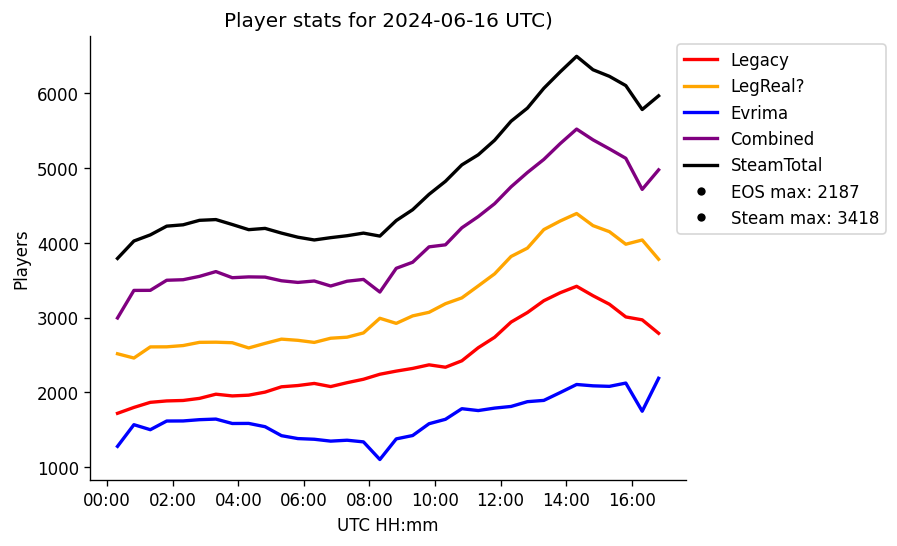 Player stats for 2024-06-16 UTC)
Legacy
LegReal?
Evrima
Combined
SteamTotal
EOS max: 2187
Steam max: 3418
Players
6000
5000
4000
3000
2000
1000
00:00 02:00 04:00 06:00 08:00 10:00 12:00 14:00 16:00
UTC HH:mm